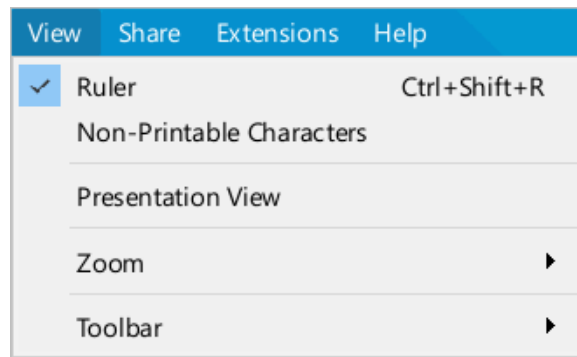 View Share Extensions Help
Ruler Ctrl+Shift+R
Non-Printable Characters
Presentation View
Zoom
Toolbar